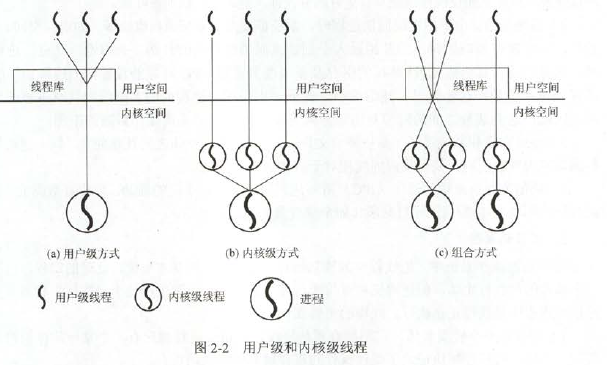 线程库
用户空间
内核空间
用户空间
内核空间
线程库
用户空间
内核空间
(a) 用户级方式
(b) 内核级方式
(c) 组合方式
用户级线程
内核级线程
进程
图 2-2 用户级和内核级线程